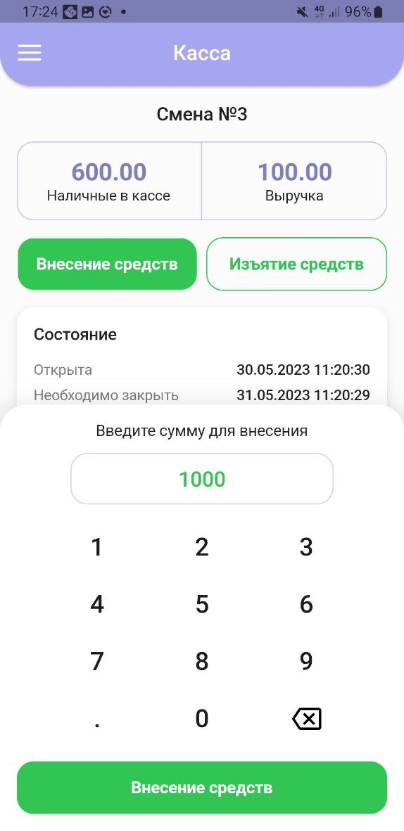 17:24 4G 96%
Касса
Смена №3
600.00 100.00
Наличные в кассе Выручка
Внесение средств Изъятие средств
Состояние
Открыта 30.05.2023 11:20:30
Необходимо закрыть 31.05.2023 11:20:29
Введите сумму для внесения
1000
1 2 3
4 5 6
7 8 9
. 0
Внесение средств